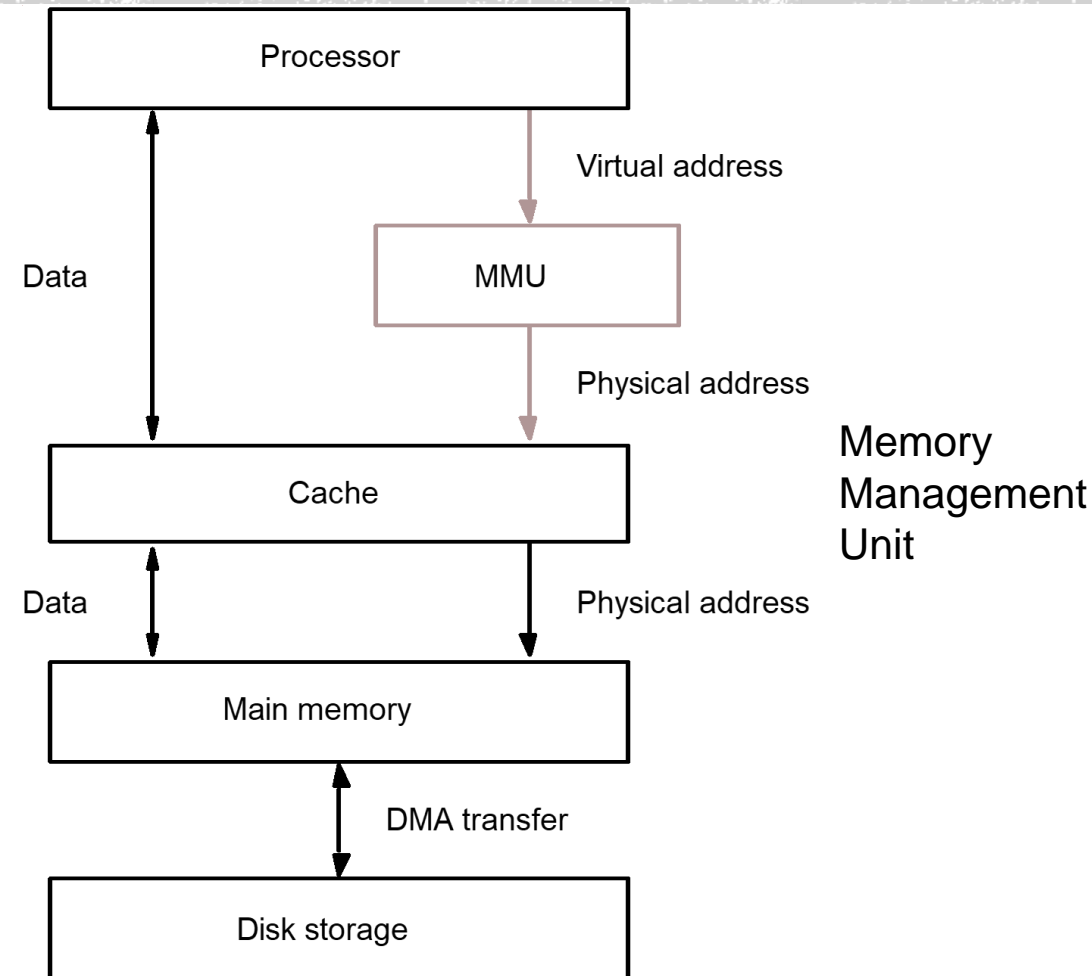 Processor
Virtual address
Data
MMU
Physical address
Memory
Management
Unit
Cache
Data
Physical address
Main memory
DMA transfer
Disk storage